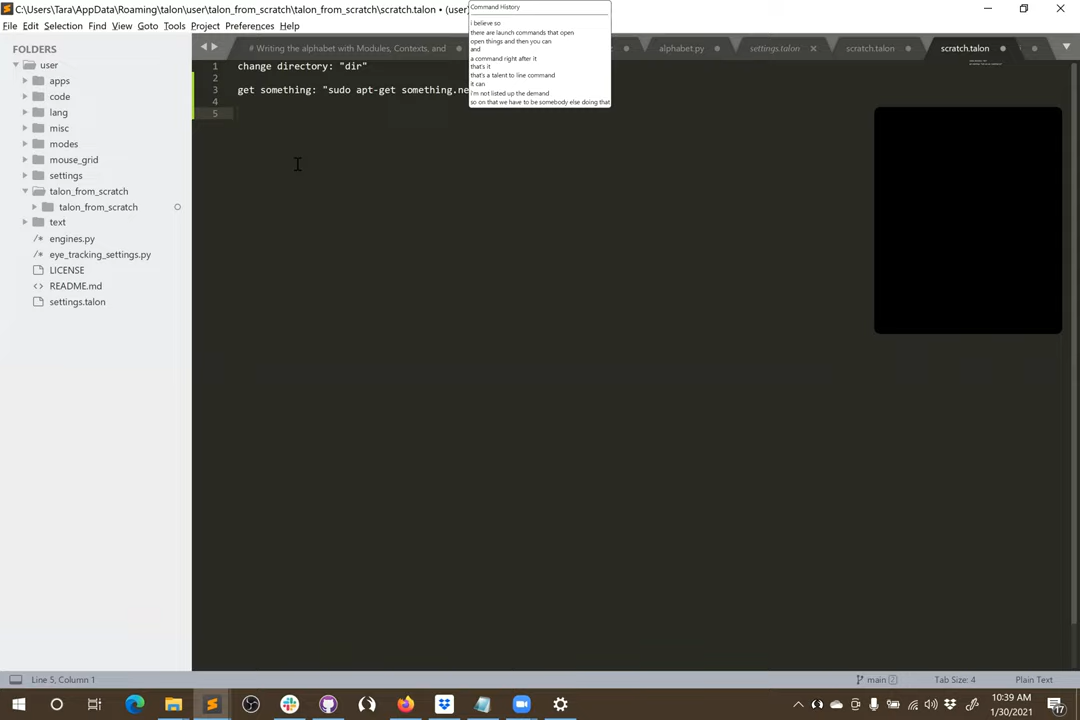 C:\Users\Tara\AppData\Roaming\talon\user\talon_from_scratch\talon_from_scratch\scratch.talon • (user
File Edit Selection Find View Goto Tools Project Preferences Help
Command History
i believe so
there are launch commands that open
open things and then you can
and
a command right after it
that's it
that's a talent to line command
it can
i'm not listed up the demand
so on that we have to be somebody else doing that
FOLDERS
user
apps
code
lang
misc
modes
mouse_grid
settings
talon_from_scratch
talon_from_scratch
text
engines.py
eye_tracking_settings.py
LICENSE
README.md
settings.talon
# Writing the alphabet with Modules, Contexts, and
alphabet.py
settings.talon
scratch.talon
scratch.talon
1 change directory: "dir"
2
3 get something: "sudo apt-get something.ne
4
5
Line 5, Column 1
main 2
Tab Size: 4
Plain Text
10:39 AM
1/30/2021
17